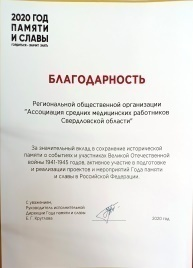 2020 ГОД
ПАМЯТИ
И СЛАВЫ
БЛАГОДАРНОСТЬ
Региональной общественной организации
"Ассоциация средних медицинских работников
Свердловской области"
За значительный вклад в сохранение исторической
памяти о событиях и участниках Великой Отечественной
войны 1941-1945 годов, активное участие в подготовке
и реализации проектов и мероприятий Года памяти
и славы в Российской Федерации.
С уважением,
Руководитель исполнительной
Дирекции Года памяти и славы
2020 год